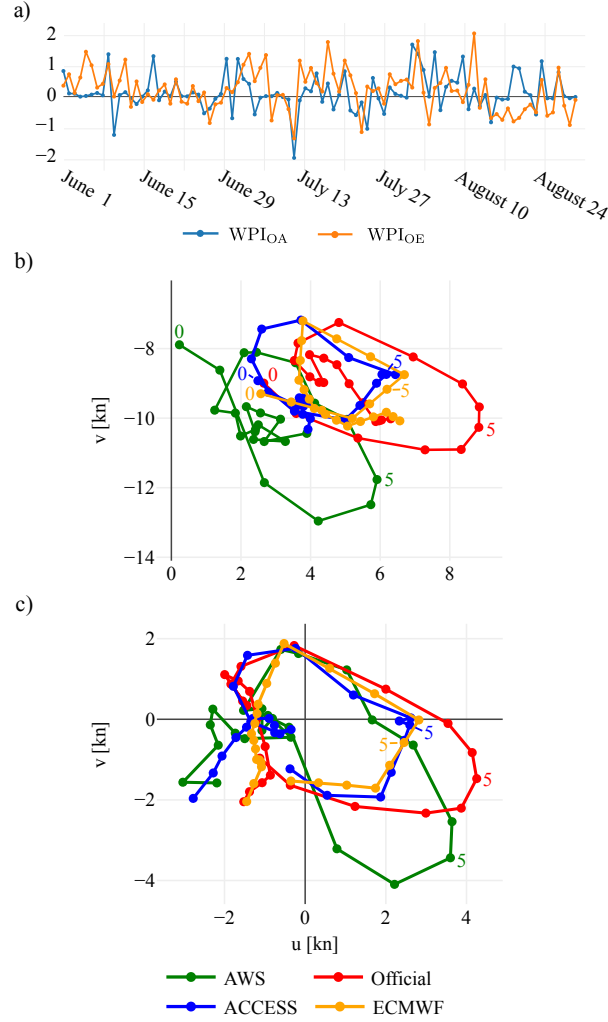 a)
2
1
0
−1
−2
June 1
June 15
June 29
July 13
July 27
August 10
August 24
WPI_OA
WPI_OE
b)
v [kn]
−8
−10
−12
−14
0
2
4
6
8
0
0
0
0
5
5
5
5
c)
v [kn]
2
0
−2
−4
−2
0
2
4
u [kn]
5
5
5
5
AWS
Official
ACCESS
ECMWF